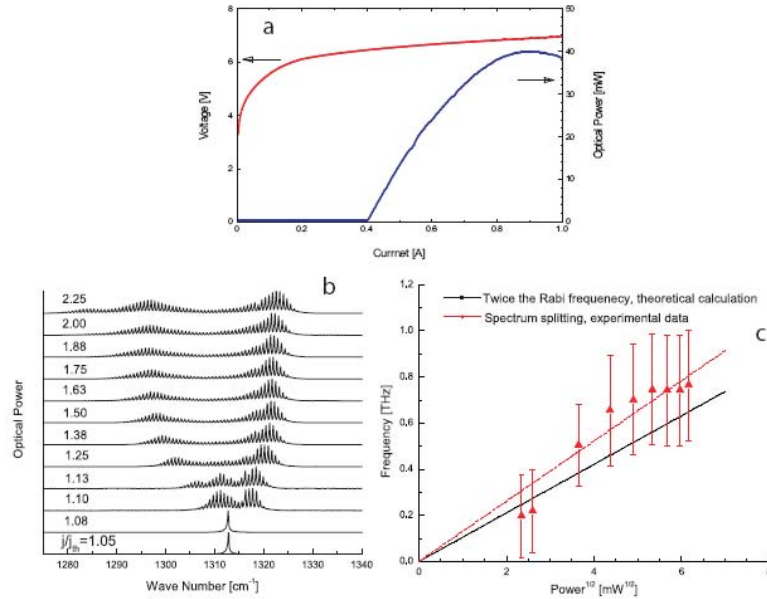 a
8
6
4
2
0
Voltage [V]
50
40
30
20
10
0
Optical Power [mW]
0.0
0.2
0.4
0.6
0.8
1.0
Currnet [A]
b
2.25
2.00
1.88
1.75
1.63
1.50
1.38
1.25
1.13
1.10
1.08
j/jth=1.05
Optical Power
1280 1290 1300 1310 1320 1330 1340
Wave Number [cm-1]
c
Twice the Rabi frequenecy, theoretical calculation
Spectrum splitting, experimental data
1,2
1,0
0,8
0,6
0,4
0,2
0,0
Frequency [THz]
0 2 4 6 8
Power1/2 [mW1/2]